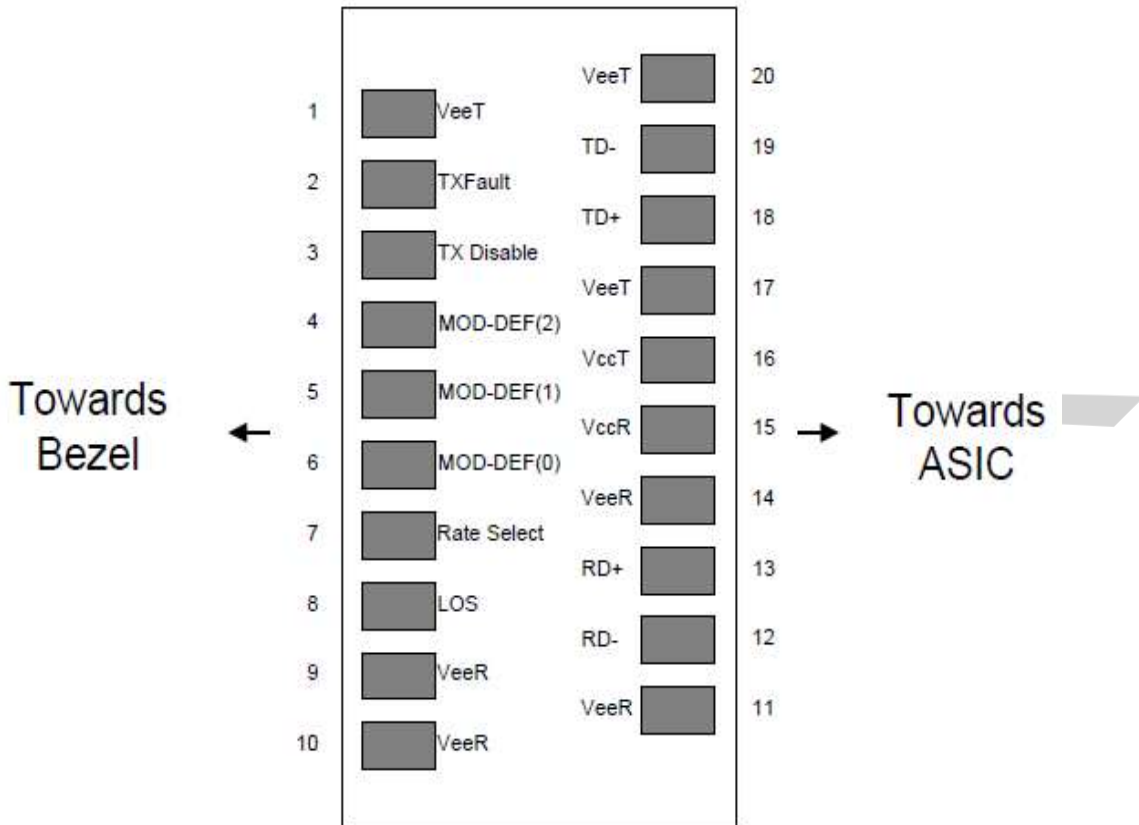 VeeT 20
1 VeeT
TD- 19
2 TXFault
TD+ 18
3 TX Disable
VeeT 17
4 MOD-DEF(2)
VccT 16
5 MOD-DEF(1)
Towards
Bezel
VccR 15
Towards
ASIC
6 MOD-DEF(0)
VeeR 14
7 Rate Select
RD+ 13
8 LOS
RD- 12
9 VeeR
VeeR 11
10 VeeR